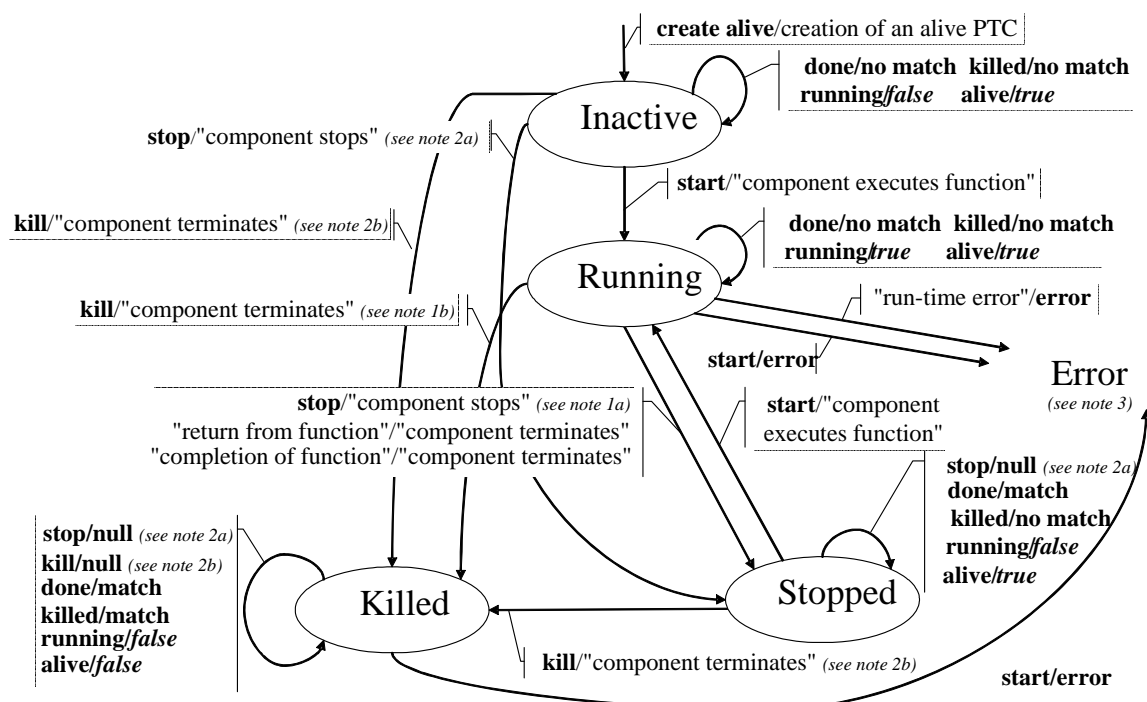 create alive/creation of an alive PTC
done/no match killed/no match
running/false alive/true
Inactive
stop/"component stops" (see note 2a)
start/"component executes function"
kill/"component terminates" (see note 2b)
done/no match killed/no match
running/true alive/true
Running
kill/"component terminates" (see note 1b)
"run-time error"/error
start/error
Error
(see note 3)
stop/"component stops" (see note 1a)
"return from function"/"component terminates"
"completion of function"/"component terminates"
start/"component
executes function"
stop/null (see note 2a)
done/match
killed/no match
running/false
alive/true
stop/null (see note 2a)
kill/null (see note 2b)
done/match
killed/match
running/false
alive/false
Killed
Stopped
kill/"component terminates" (see note 2b)
start/error